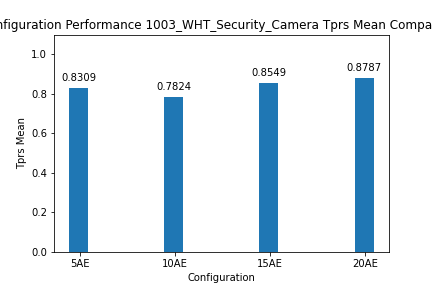 nfiguration Performance 1003_WHT_Security_Camera Tprs Mean Compa
1.0
0.8
0.6
0.4
0.2
0.0
Tprs Mean
0.8309
0.7824
0.8549
0.8787
5AE
10AE
15AE
20AE
Configuration